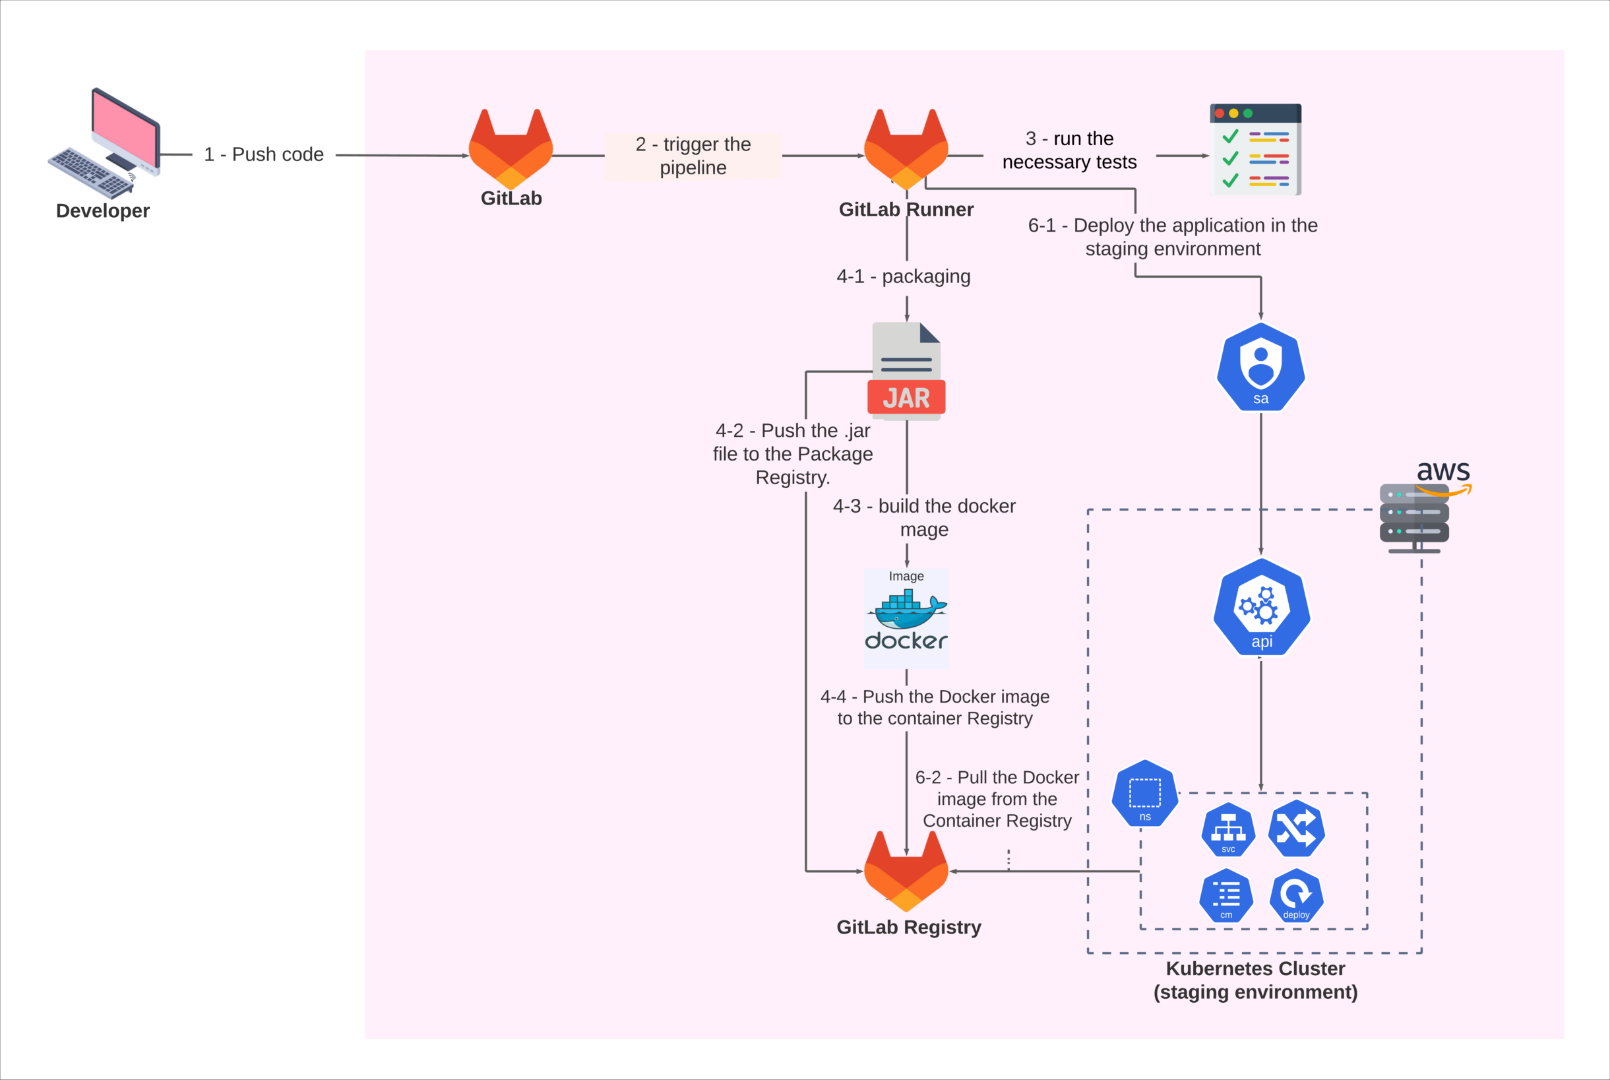 1 - Push code
Developer
GitLab
2 - trigger the
pipeline
GitLab Runner
3 - run the
necessary tests
6-1 - Deploy the application in the
staging environment
4-1 - packaging
JAR
4-2 - Push the .jar
file to the Package
Registry.
4-3 - build the docker
mage
Image
docker
4-4 - Push the Docker image
to the container Registry
6-2 - Pull the Docker
image from the
Container Registry
GitLab Registry
sa
aws
api
ns
svc
cm
deploy
Kubernetes Cluster
(staging environment)